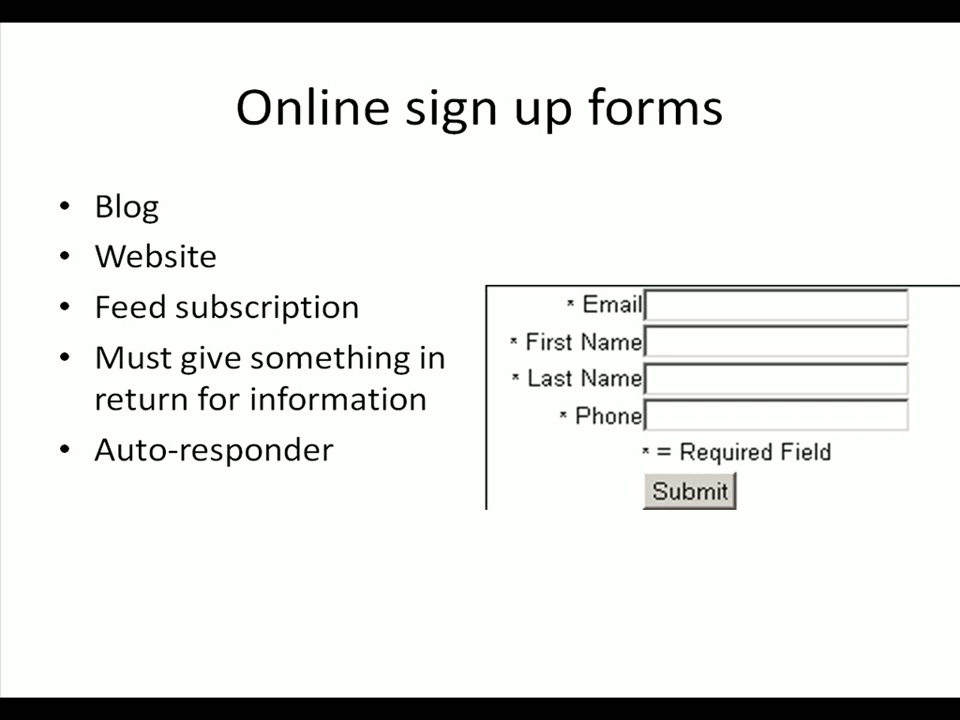 Online sign up forms
• Blog
• Website
• Feed subscription
• Must give something in
return for information
• Auto-responder
* Email
* First Name
* Last Name
* Phone
* = Required Field
Submit